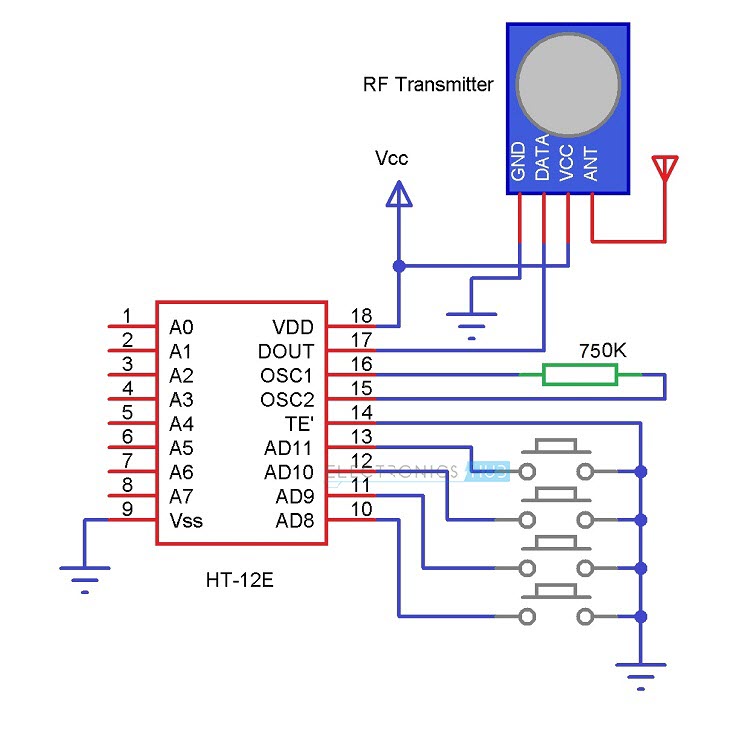 RF Transmitter
GND
DATA
VCC
ANT
Vcc
1 A0 VDD 18
2 A1 DOUT 17
3 A2 OSC1 16
4 A3 OSC2 15
5 A4 TE' 14
6 A5 AD11 13
7 A6 AD10 12
8 A7 AD9 11
9 Vss AD8 10
750K
ELECTRONICS HUB
HT-12E